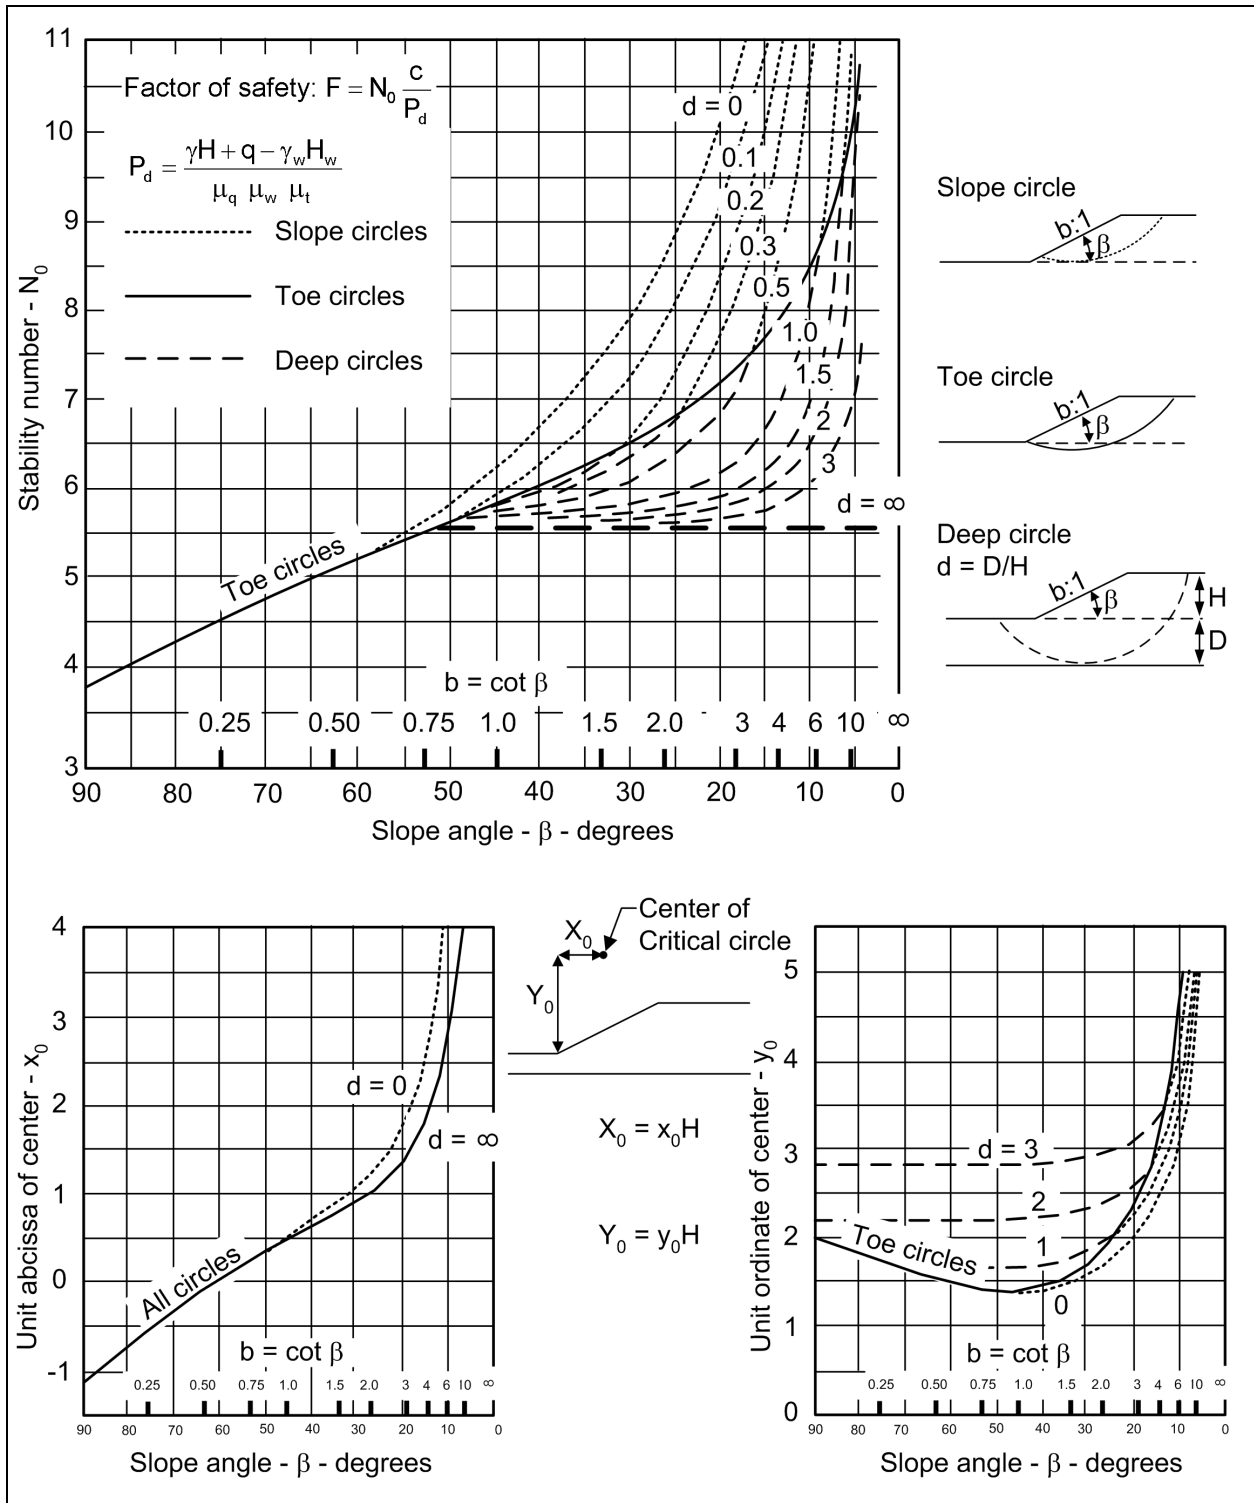 11
10
9
8
7
6
5
4
3
Stability number - N₀
Factor of safety: F = N₀ c/P_d
P_d = (γH + q − γ_wH_w)/(μ_q μ_w μ_t)
Slope circles
Toe circles
Deep circles
d = 0
0.1
0.2
0.3
0.5
1.0
1.5
2
3
d = ∞
Toe circles
b = cot β
0.25 0.50 0.75 1.0 1.5 2.0 3 4 6 10 ∞
90 80 70 60 50 40 30 20 10 0
Slope angle - β - degrees
Slope circle
b:1
β
Toe circle
b:1
β
Deep circle
d = D/H
b:1
β
H
D
4
3
2
1
0
-1
Unit abcissa of center - x₀
d = 0
d = ∞
All circles
b = cot β
0.25 0.50 0.75 1.0 1.5 2.0 3 4 6 10 ∞
90 80 70 60 50 40 30 20 10 0
Slope angle - β - degrees
Center of
Critical circle
X₀
Y₀
X₀ = x₀H
Y₀ = y₀H
5
4
3
2
1
0
Unit ordinate of center - y₀
d = 3
2
1
0
Toe circles
b = cot β
0.25 0.50 0.75 1.0 1.5 2.0 3 4 6 10 ∞
90 80 70 60 50 40 30 20 10 0
Slope angle - β - degrees